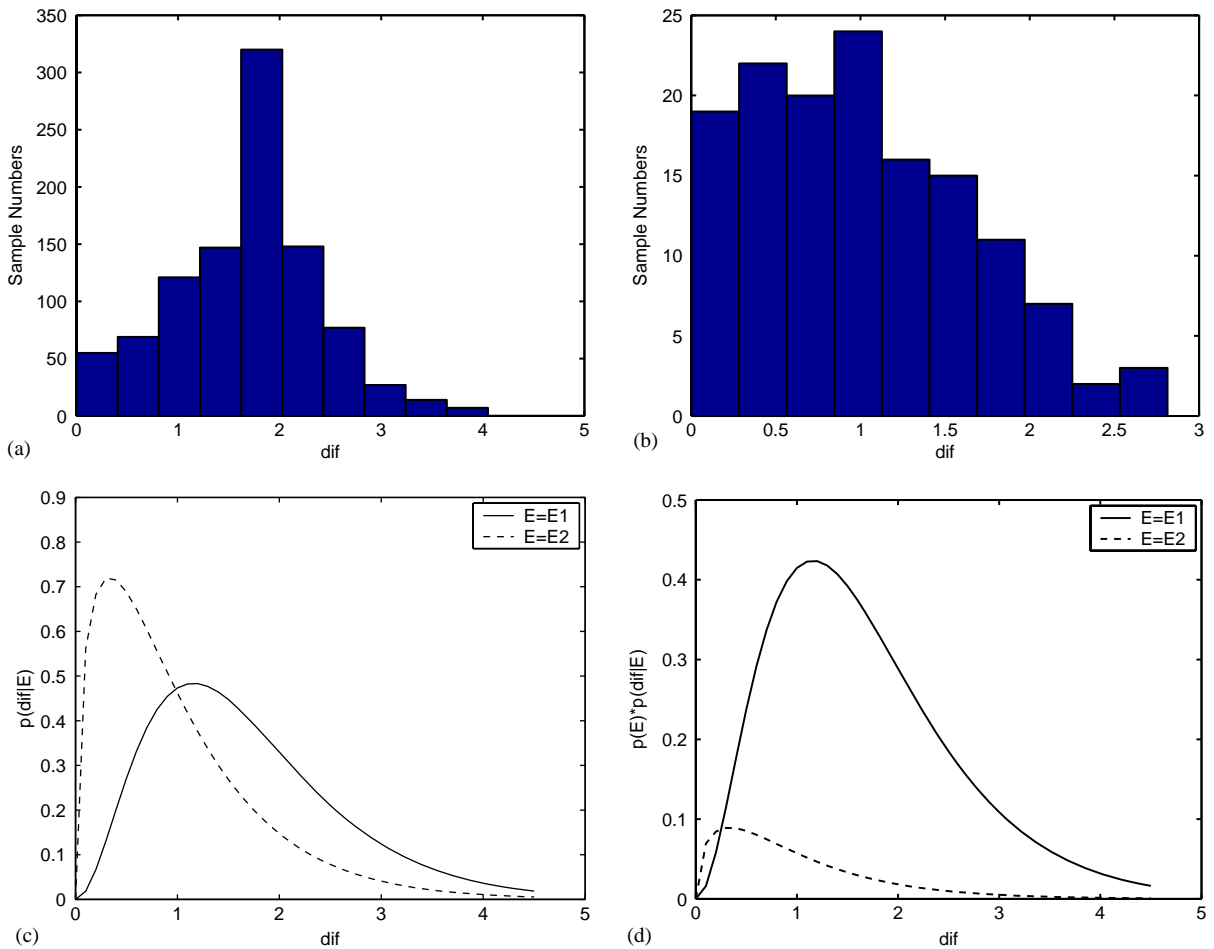 350
300
250
200
150
100
50
0
Sample Numbers
0 1 2 3 4 5
dif
(a)
25
20
15
10
5
0
Sample Numbers
0 0.5 1 1.5 2 2.5 3
dif
(b)
0.9
0.8
0.7
0.6
0.5
0.4
0.3
0.2
0.1
0
p(dif|E)
E=E1
E=E2
0 1 2 3 4 5
dif
(c)
0.5
0.4
0.3
0.2
0.1
0
p(E)*p(dif|E)
E=E1
E=E2
0 1 2 3 4 5
dif
(d)